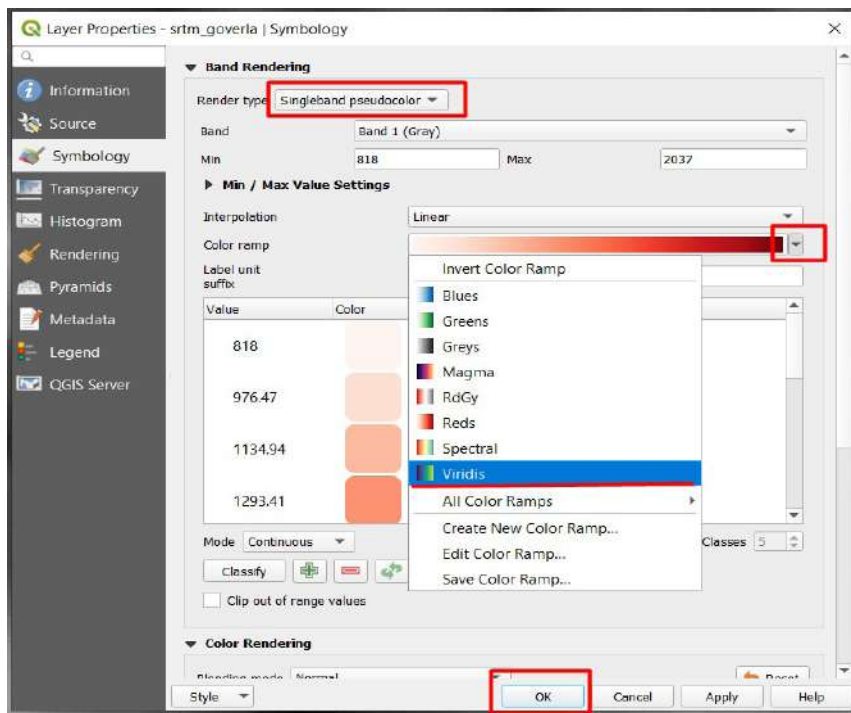 Layer Properties - srtm_goverla | Symbology
Information
Source
Symbology
Transparency
Histogram
Rendering
Pyramids
Metadata
Legend
QGIS Server
Band Rendering
Render type Singleband pseudocolor
Band Band 1 (Gray)
Min 818 Max 2037
Min / Max Value Settings
Interpolation Linear
Color ramp
Label unit
suffix
Value Color
818
976.47
1134.94
1293.41
Invert Color Ramp
Blues
Greens
Greys
Magma
RdGy
Reds
Spectral
Viridis
All Color Ramps
Create New Color Ramp...
Edit Color Ramp...
Save Color Ramp...
Mode Continuous Classes 5
Classify
Clip out of range values
Color Rendering
Blending mode Normal Reset
Style OK Cancel Apply Help